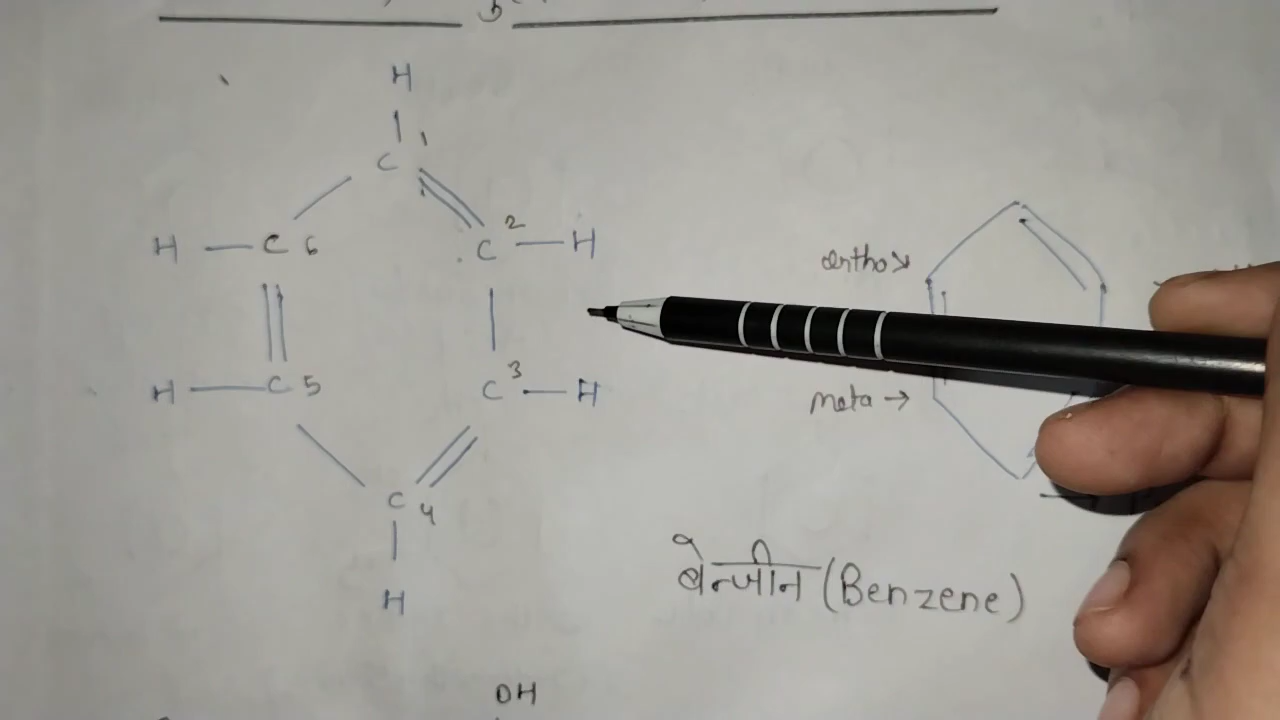 H
C 1
H C 6
C 2 H
H C 5
C 3 H
C 4
H
ortho
meta →
बेन्जीन (Benzene)
OH